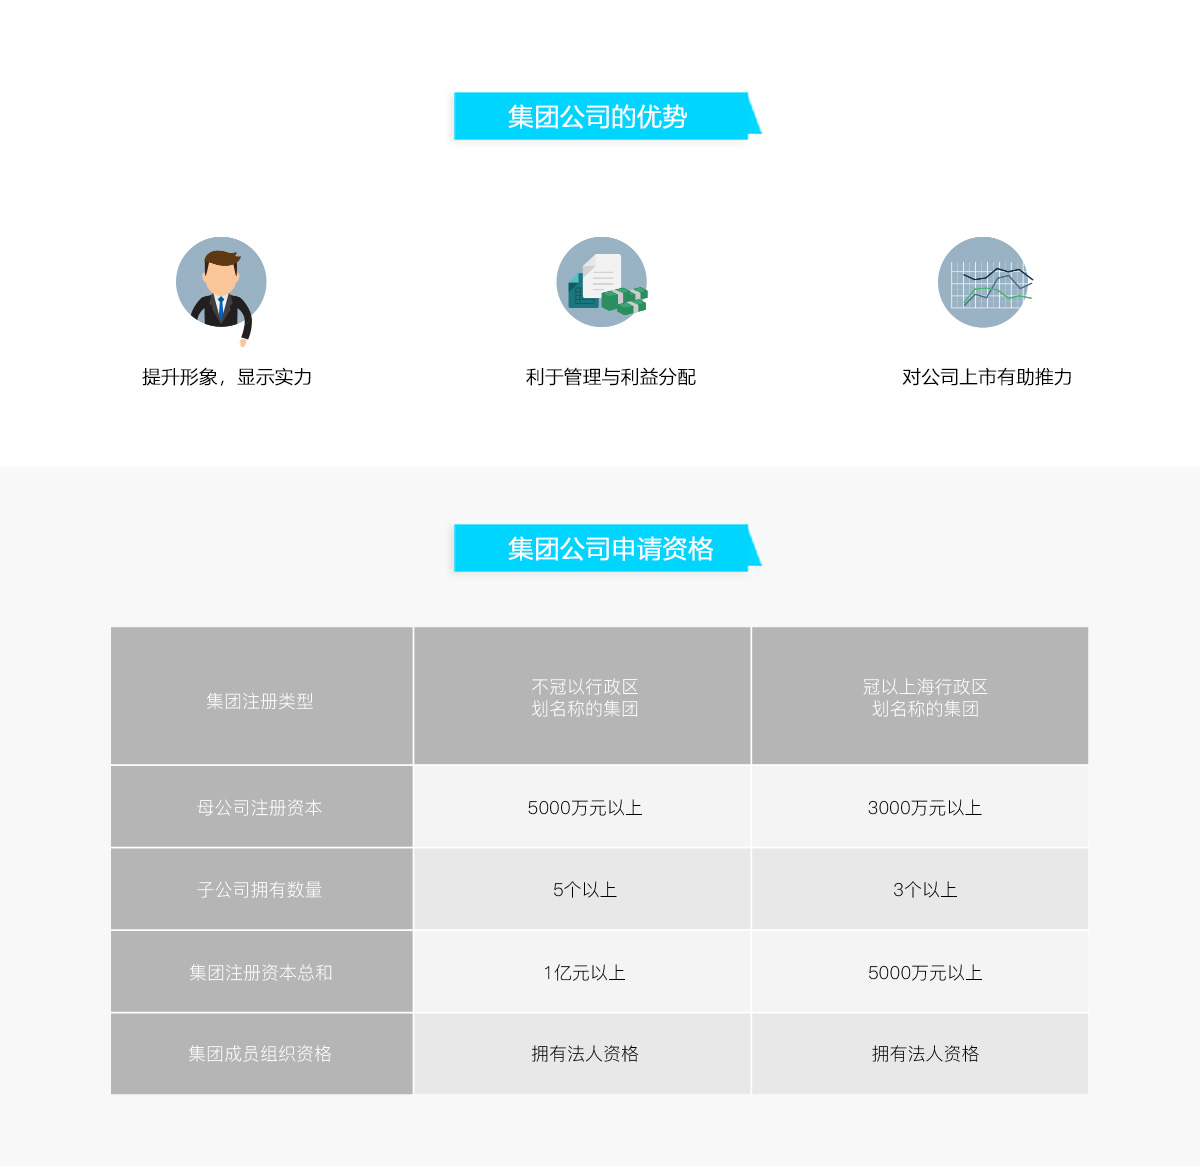 集团公司的优势
提升形象，显示实力
利于管理与利益分配
对公司上市有助推力
集团公司申请资格
集团注册类型
不冠以行政区
划名称的集团
冠以上海行政区
划名称的集团
母公司注册资本
5000万元以上
3000万元以上
子公司拥有数量
5个以上
3个以上
集团注册资本总和
1亿元以上
5000万元以上
集团成员组织资格
拥有法人资格
拥有法人资格